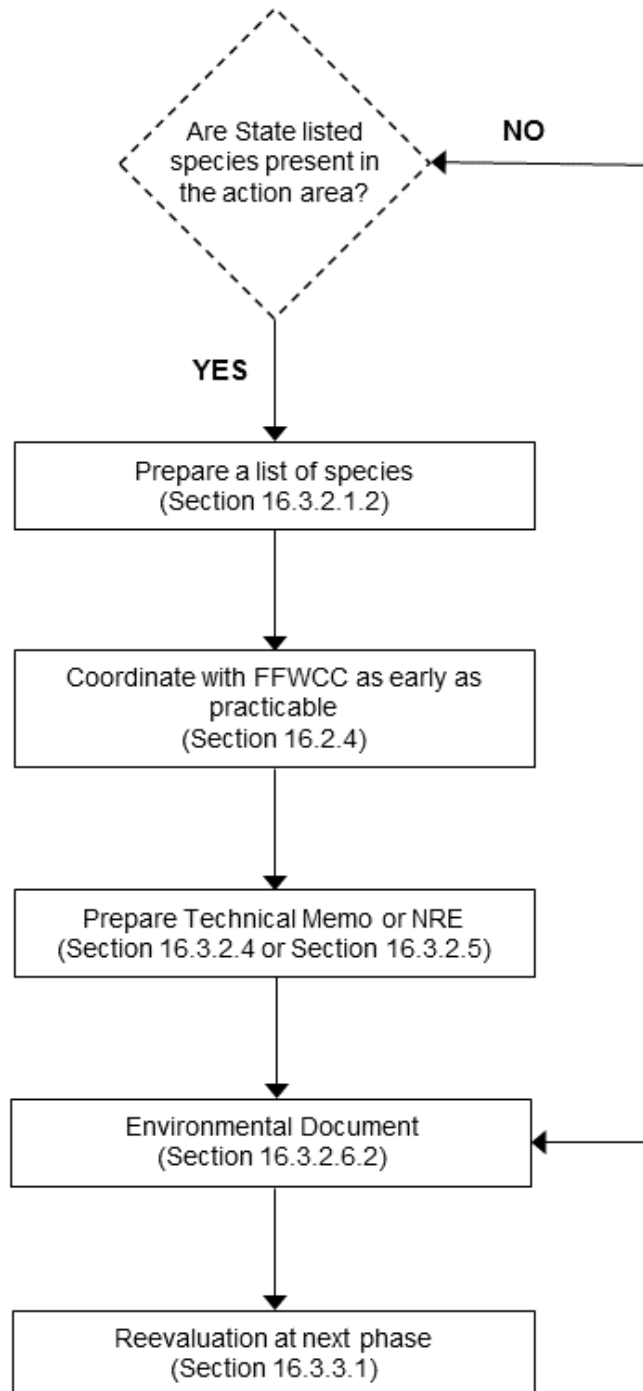 Are State listed
species present in
the action area?
NO
YES
Prepare a list of species
(Section 16.3.2.1.2)
Coordinate with FFWCC as early as
practicable
(Section 16.2.4)
Prepare Technical Memo or NRE
(Section 16.3.2.4 or Section 16.3.2.5)
Environmental Document
(Section 16.3.2.6.2)
Reevaluation at next phase
(Section 16.3.3.1)